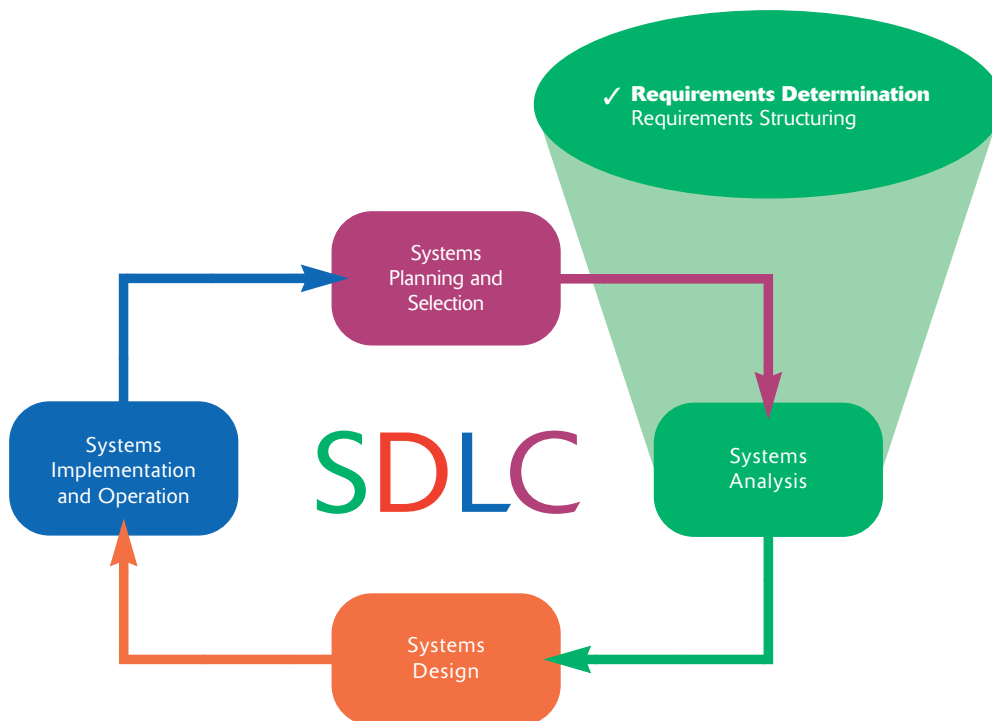 ✓ Requirements Determination
Requirements Structuring
Systems
Planning and
Selection
Systems
Implementation
and Operation
SDLC
Systems
Analysis
Systems
Design